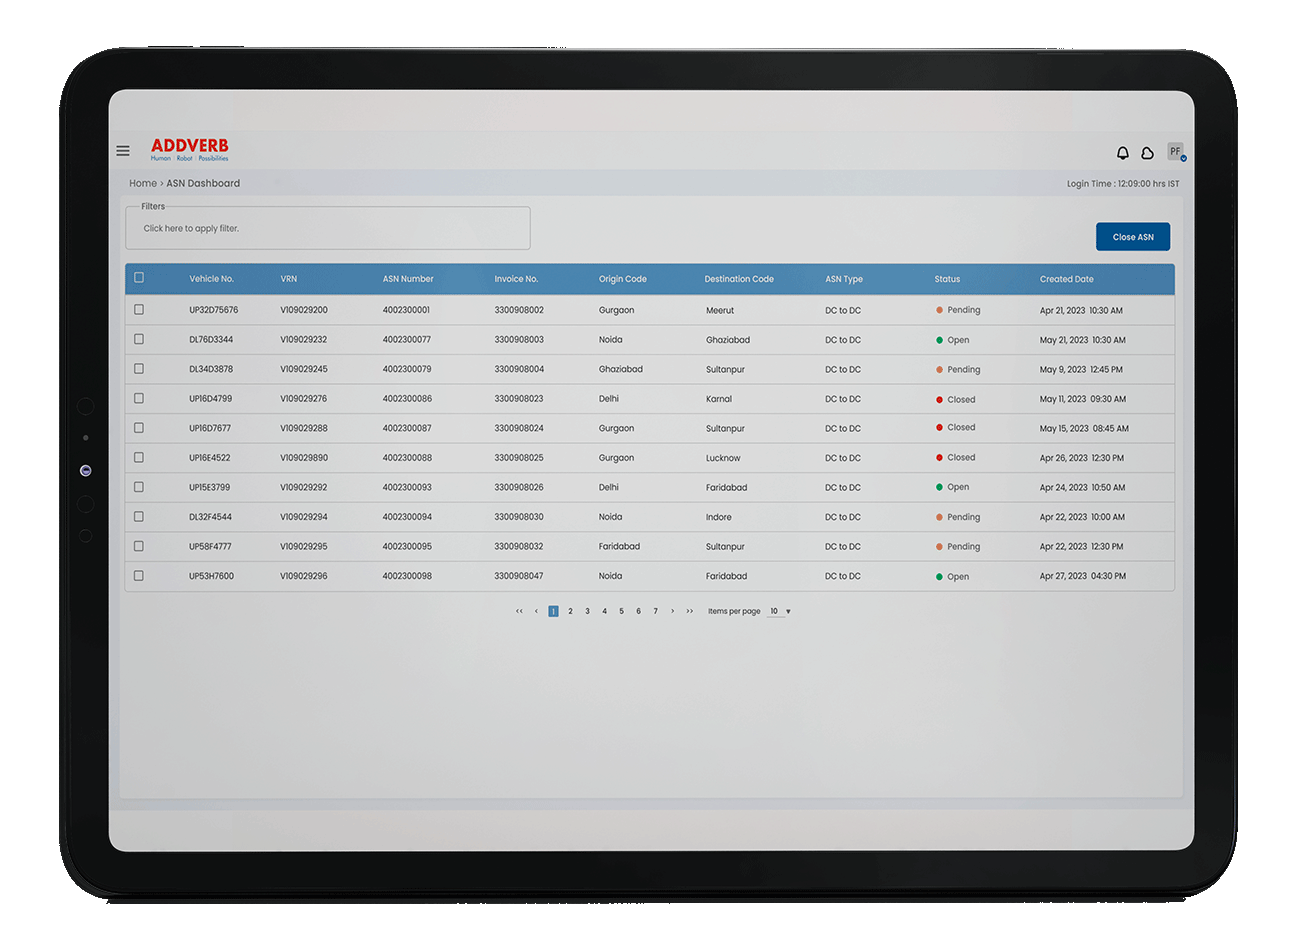 ADDVERB
Human Robot Possibilities
PF
Home > ASN Dashboard
Login Time : 12:09:00 hrs IST
Filters
Click here to apply filter.
Close ASN
Vehicle No. VRN ASN Number Invoice No. Origin Code Destination Code ASN Type Status Created Date
UP32D75676 V109029200 4002300001 3300908002 Gurgaon Meerut DC to DC Pending Apr 21, 2023 10:30 AM
DL76D3344 V109029232 4002300077 3300908003 Noida Ghaziabad DC to DC Open May 21, 2023 10:30 AM
DL34D3878 V109029245 4002300079 3300908004 Ghaziabad Sultanpur DC to DC Pending May 9, 2023 12:45 PM
UP16D4799 V109029276 4002300086 3300908023 Delhi Karnal DC to DC Closed May 11, 2023 09:30 AM
UP16D7677 V109029288 4002300087 3300908024 Gurgaon Sultanpur DC to DC Closed May 15, 2023 08:45 AM
UP16E4522 V109029890 4002300088 3300908025 Gurgaon Lucknow DC to DC Closed Apr 26, 2023 12:30 PM
UP15E3799 V109029292 4002300093 3300908026 Delhi Faridabad DC to DC Open Apr 24, 2023 10:50 AM
DL32F4544 V109029294 4002300094 3300908030 Noida Indore DC to DC Pending Apr 22, 2023 10:00 AM
UP58F4777 V109029295 4002300095 3300908032 Faridabad Sultanpur DC to DC Pending Apr 22, 2023 12:30 PM
UP53H7600 V109029296 4002300098 3300908047 Noida Faridabad DC to DC Open Apr 27, 2023 04:30 PM
<< < 1 2 3 4 5 6 7 > >> Items per page 10